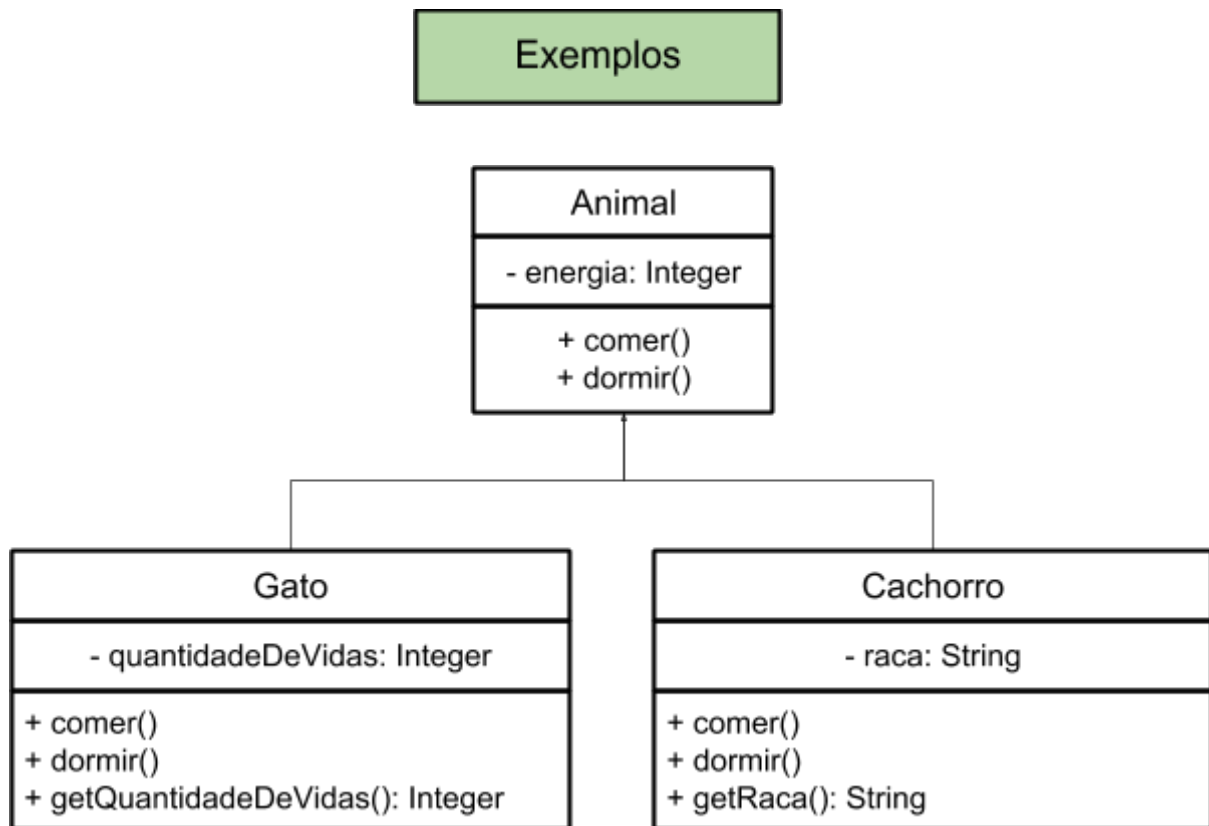 Exemplos
Animal
- energia: Integer
+ comer()
+ dormir()
Gato
- quantidadeDeVidas: Integer
+ comer()
+ dormir()
+ getQuantidadeDeVidas(): Integer
Cachorro
- raca: String
+ comer()
+ dormir()
+ getRaca(): String